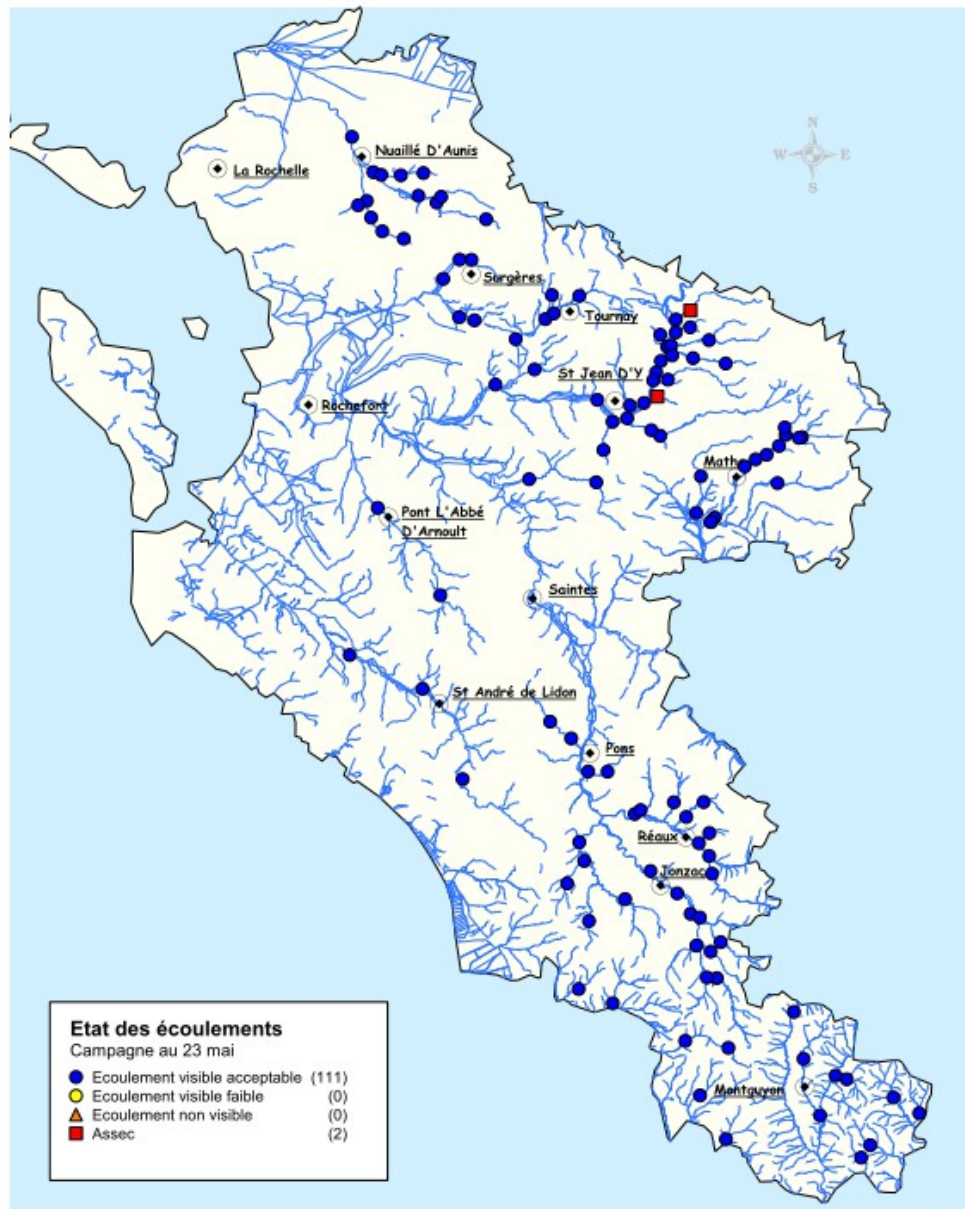 N
W E
S
Nuaillé D'Aunis
La Rochelle
Surgères
Tournay
St Jean D'Y
Rochefort
Matha
Pont L'Abbé
D'Arnoult
Saintes
St André de Lidon
Pons
Réaux
Jonzac
Montguyon
Etat des écoulements
Campagne au 23 mai
Ecoulement visible acceptable (111)
Ecoulement visible faible (0)
Ecoulement non visible (0)
Assec (2)